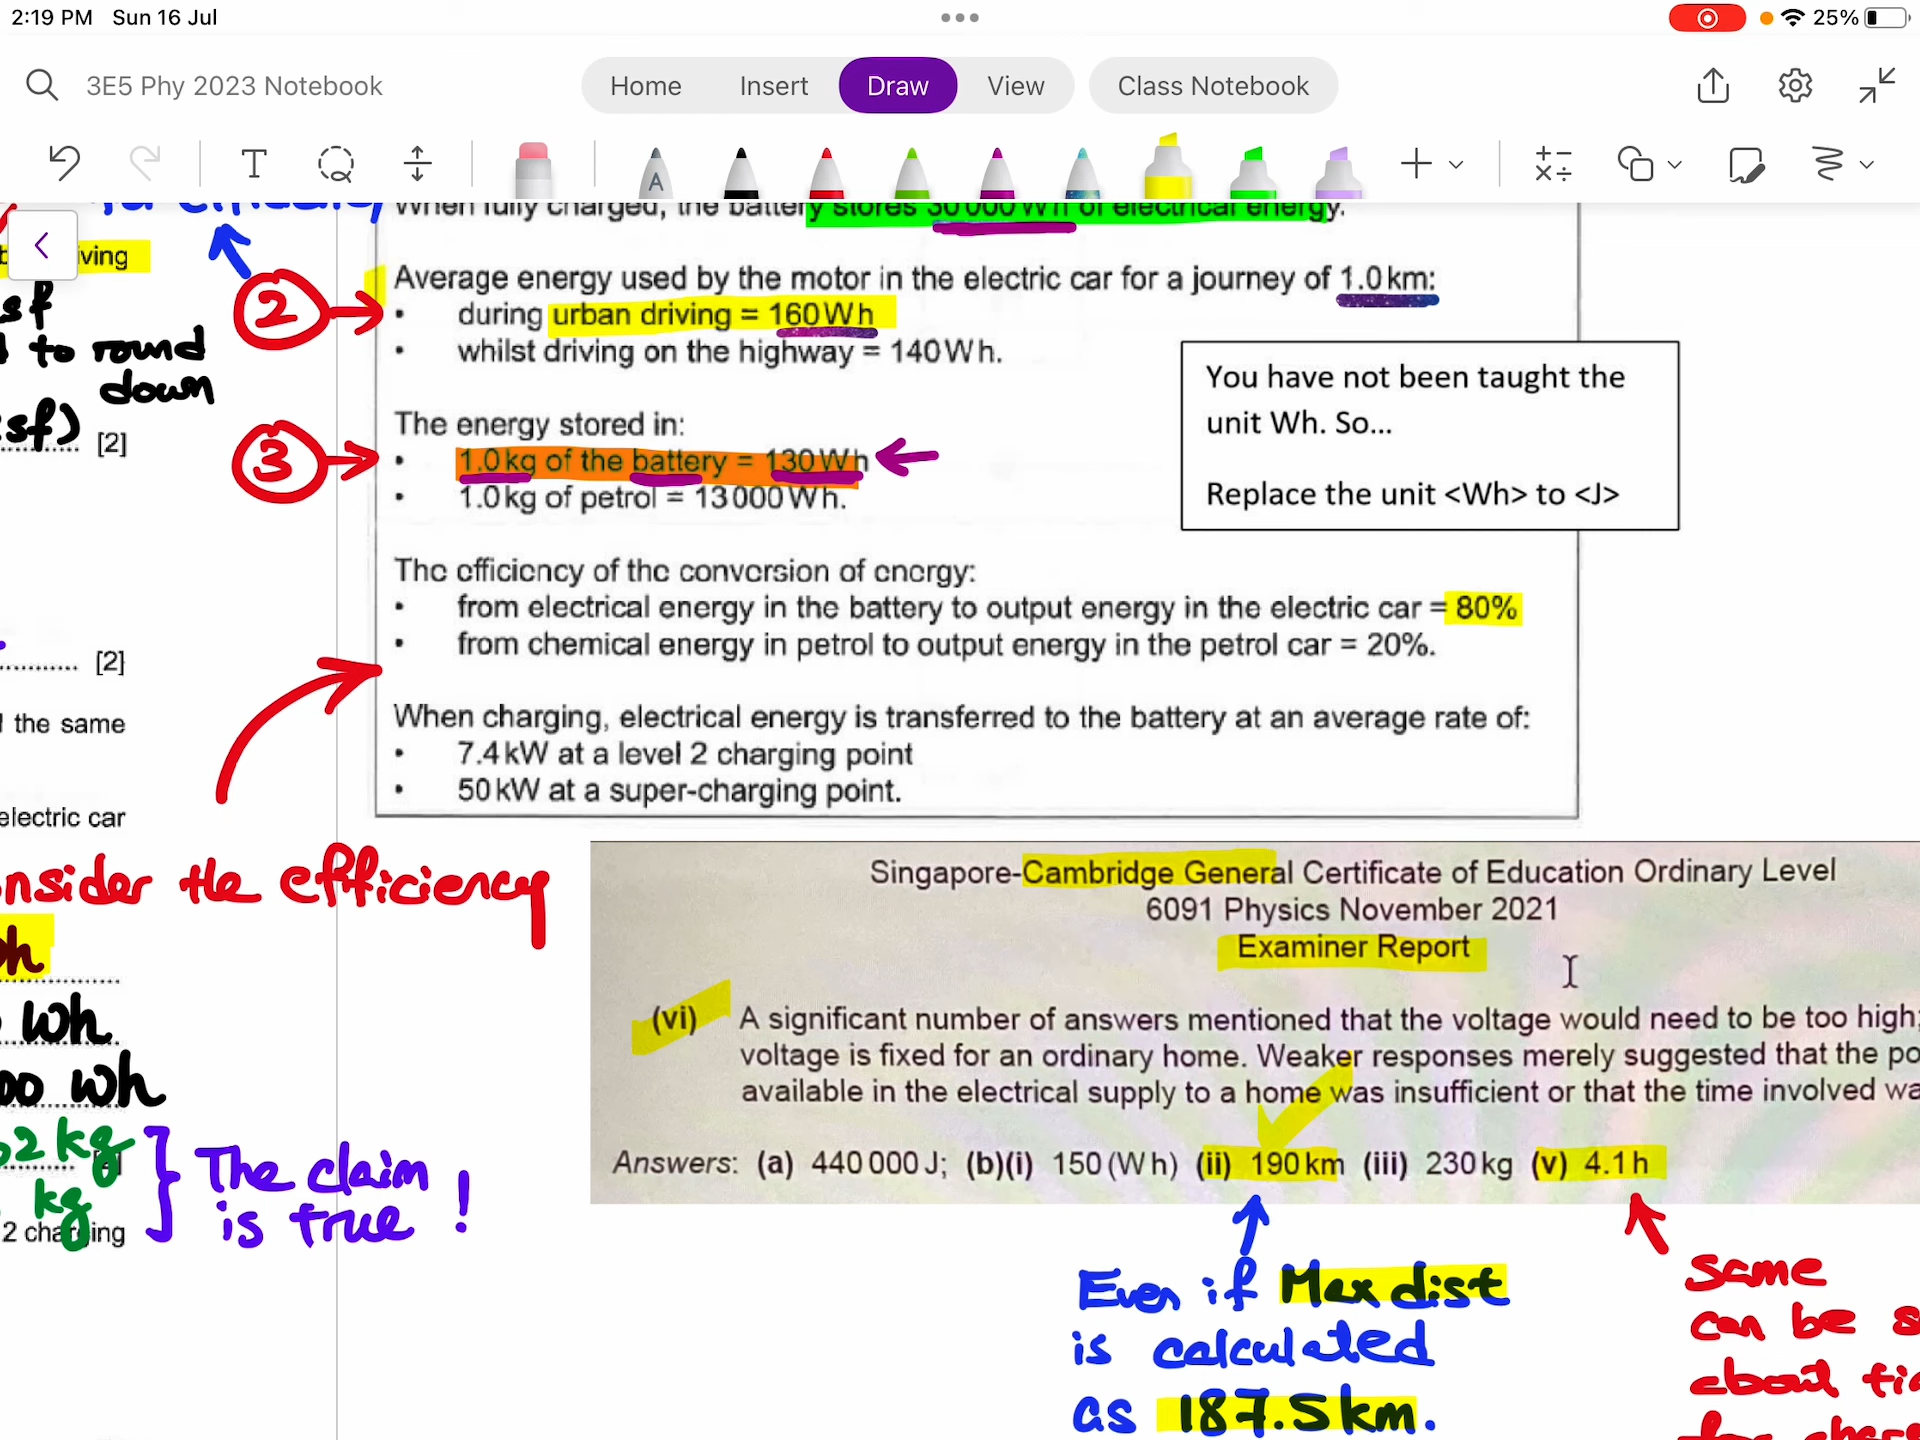 2:19 PM Sun 16 Jul
25%
3E5 Phy 2023 Notebook
Home Insert Draw View Class Notebook
T
A
for efficiency
ving
sf
to round
down
sf) [2]
[2]
the same
electric car
nsider the efficiency
Wh
Wh
2 kg
kg
2 charging
The claim
is true !
2
3
When fully charged, the battery stores 30 000 Wh of electrical energy.
Average energy used by the motor in the electric car for a journey of 1.0 km:
• during urban driving = 160 Wh
• whilst driving on the highway = 140 Wh.
The energy stored in:
• 1.0 kg of the battery = 130 Wh
• 1.0 kg of petrol = 13 000 Wh.
The efficiency of the conversion of energy:
• from electrical energy in the battery to output energy in the electric car = 80%
• from chemical energy in petrol to output energy in the petrol car = 20%.
When charging, electrical energy is transferred to the battery at an average rate of:
• 7.4 kW at a level 2 charging point
• 50 kW at a super-charging point.
You have not been taught the
unit Wh. So...
Replace the unit <Wh> to <J>
Singapore-Cambridge General Certificate of Education Ordinary Level
6091 Physics November 2021
Examiner Report
(vi) A significant number of answers mentioned that the voltage would need to be too high;
voltage is fixed for an ordinary home. Weaker responses merely suggested that the po
available in the electrical supply to a home was insufficient or that the time involved wa
Answers: (a) 440 000 J; (b)(i) 150 (W h) (ii) 190 km (iii) 230 kg (v) 4.1 h
Even if Max dist
is calculated
as 187.5 km.
Same
can be s
about ti